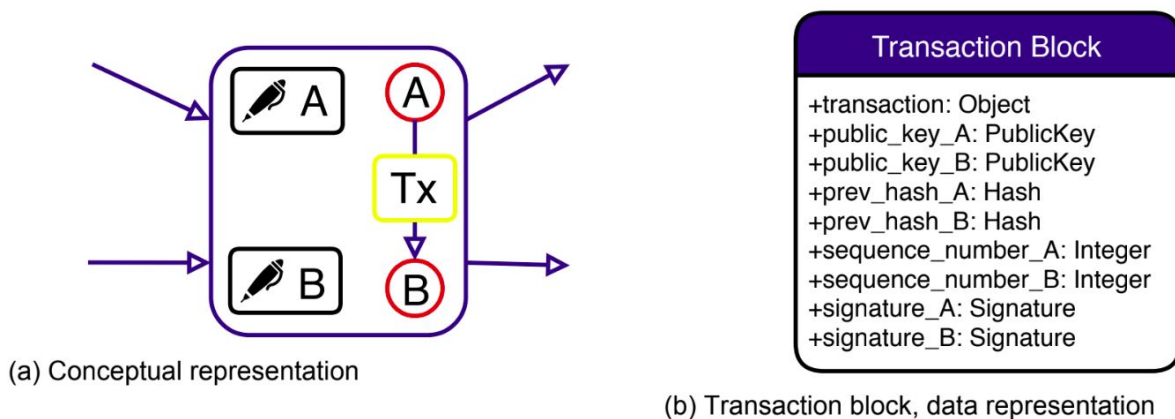 A
A
Tx
B
B
(a) Conceptual representation
Transaction Block
+transaction: Object
+public_key_A: PublicKey
+public_key_B: PublicKey
+prev_hash_A: Hash
+prev_hash_B: Hash
+sequence_number_A: Integer
+sequence_number_B: Integer
+signature_A: Signature
+signature_B: Signature
(b) Transaction block, data representation